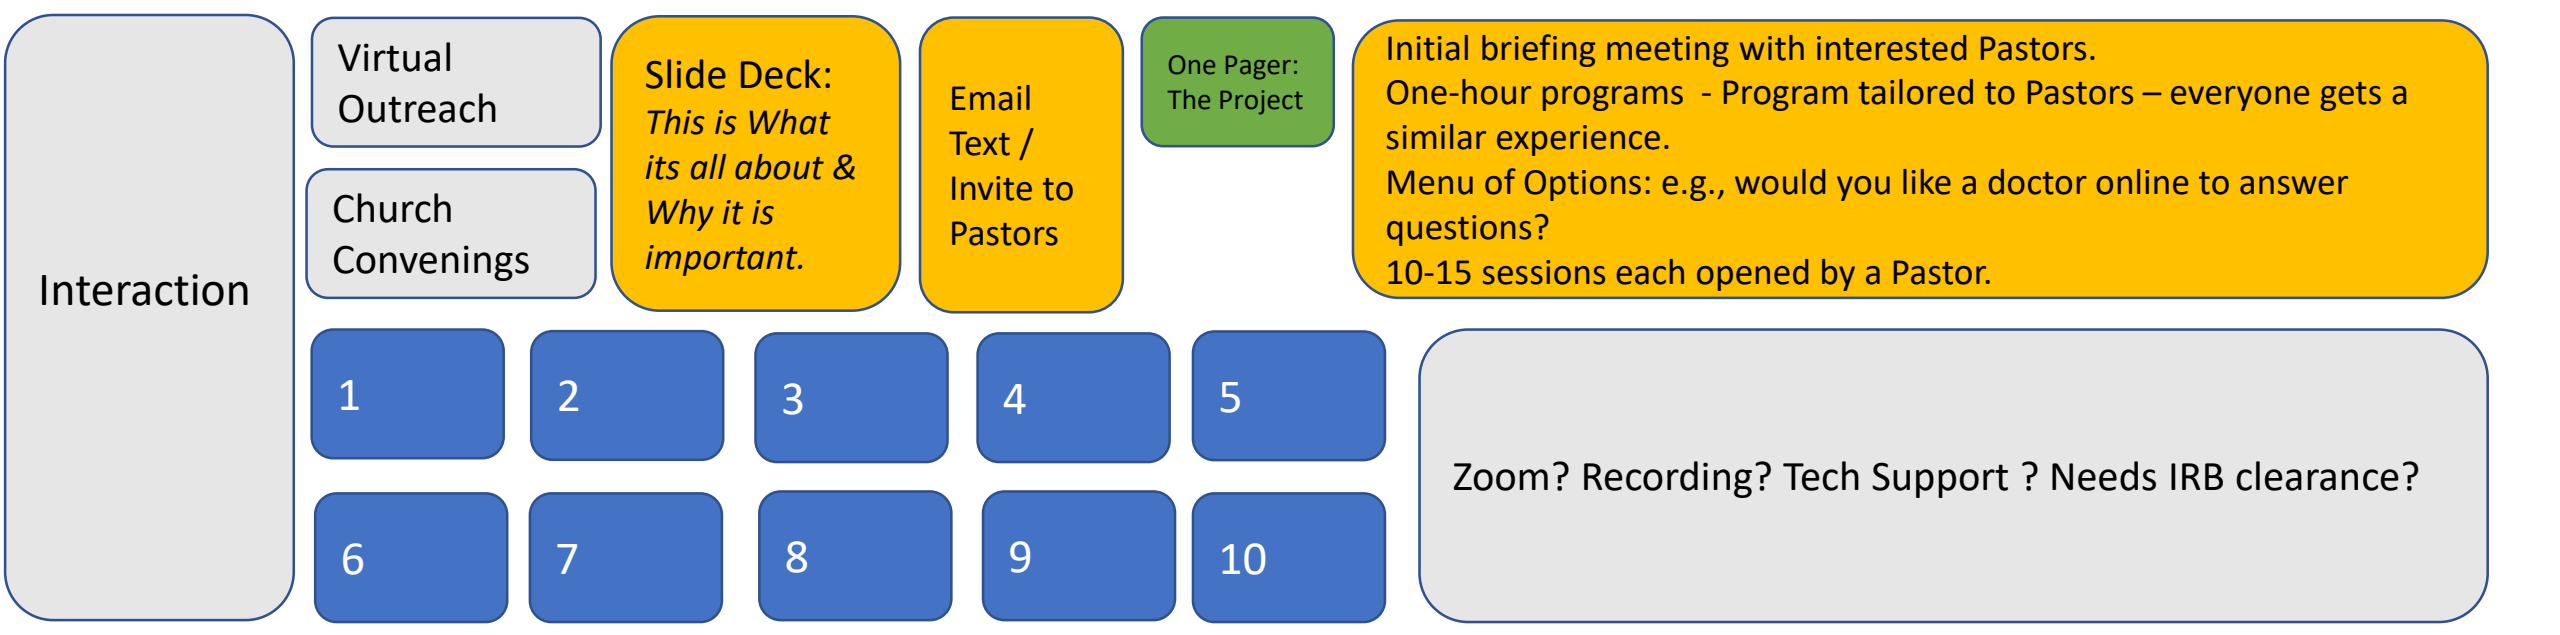 Interaction
Virtual
Outreach
Church
Convenings
Slide Deck:
This is What
its all about &
Why it is
important.
Email
Text /
Invite to
Pastors
One Pager:
The Project
Initial briefing meeting with interested Pastors.
One-hour programs  - Program tailored to Pastors – everyone gets a
similar experience.
Menu of Options: e.g., would you like a doctor online to answer
questions?
10-15 sessions each opened by a Pastor.
1
2
3
4
5
6
7
8
9
10
Zoom? Recording? Tech Support ? Needs IRB clearance?